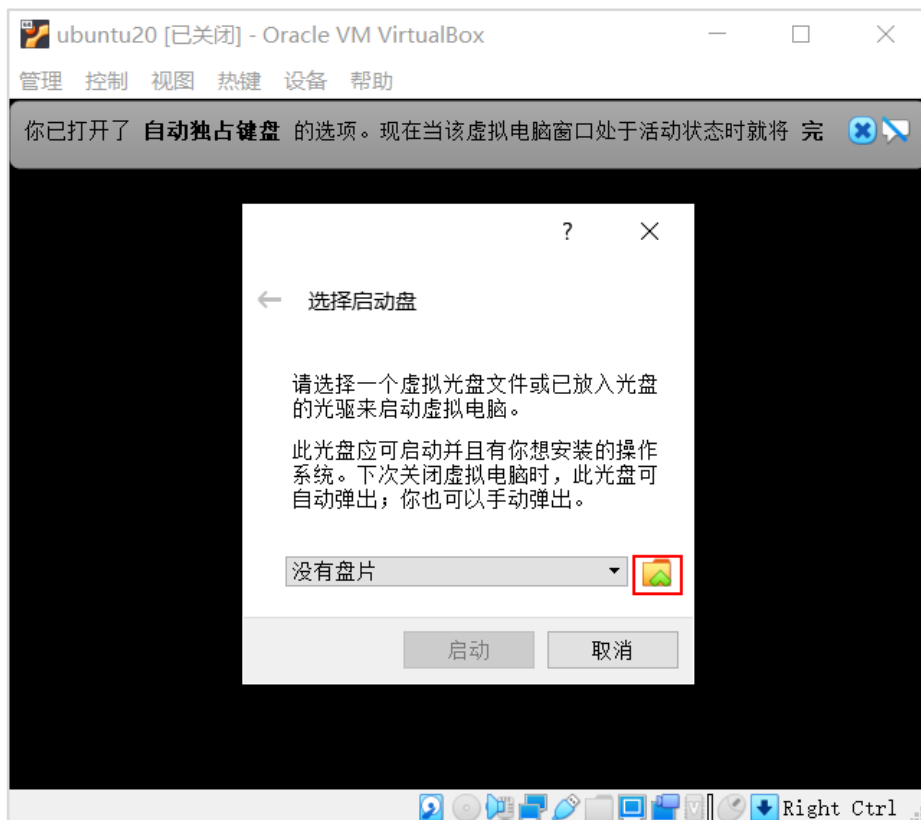 ubuntu20 [已关闭] - Oracle VM VirtualBox
管理 控制 视图 热键 设备 帮助
你已打开了 自动独占键盘 的选项。现在当该虚拟电脑窗口处于活动状态时就将 完
?
选择启动盘
请选择一个虚拟光盘文件或已放入光盘
的光驱来启动虚拟电脑。
此光盘应可启动并且有你想安装的操作
系统。下次关闭虚拟电脑时，此光盘可
自动弹出；你也可以手动弹出。
没有盘片
启动 取消
Right Ctrl